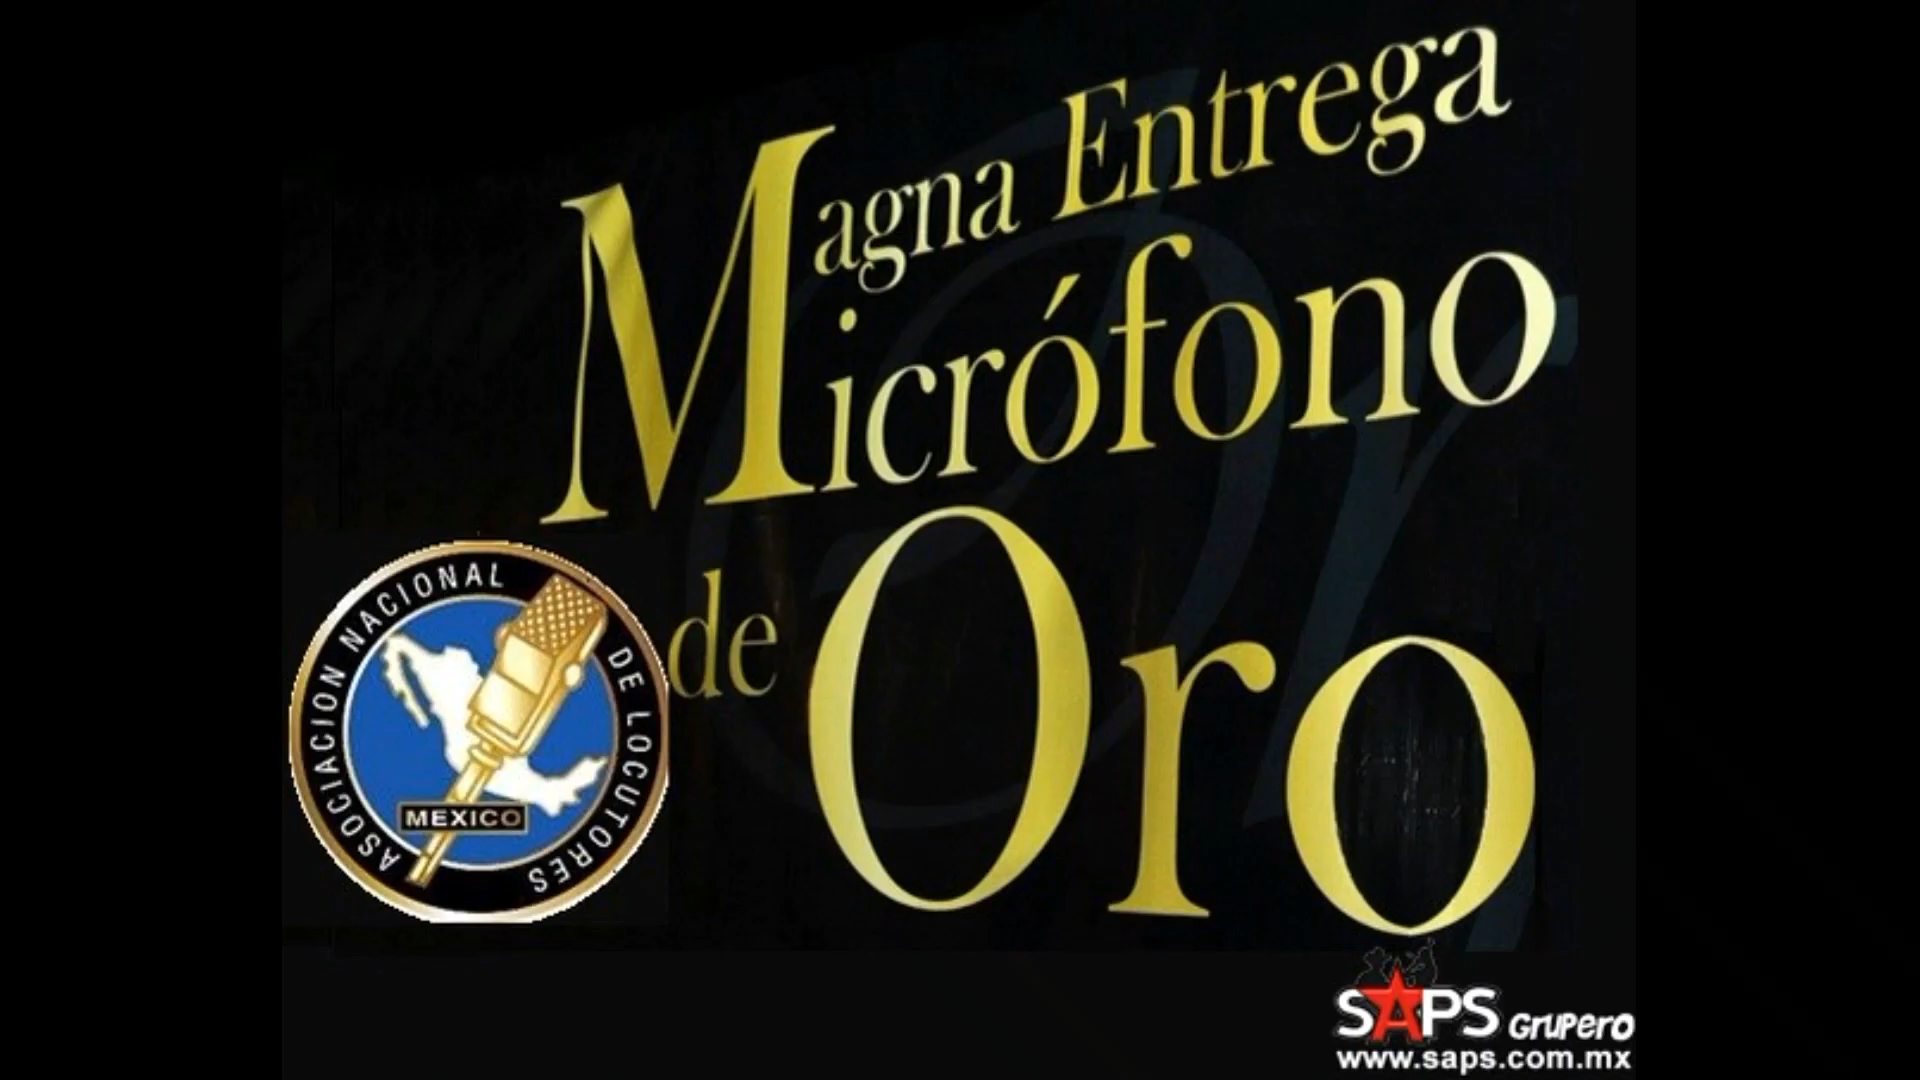 Magna Entrega
Micrófono
de Oro
ASOCIACION NACIONAL DE LOCUTORES
MEXICO
SAPS GRUPERO
www.saps.com.mx